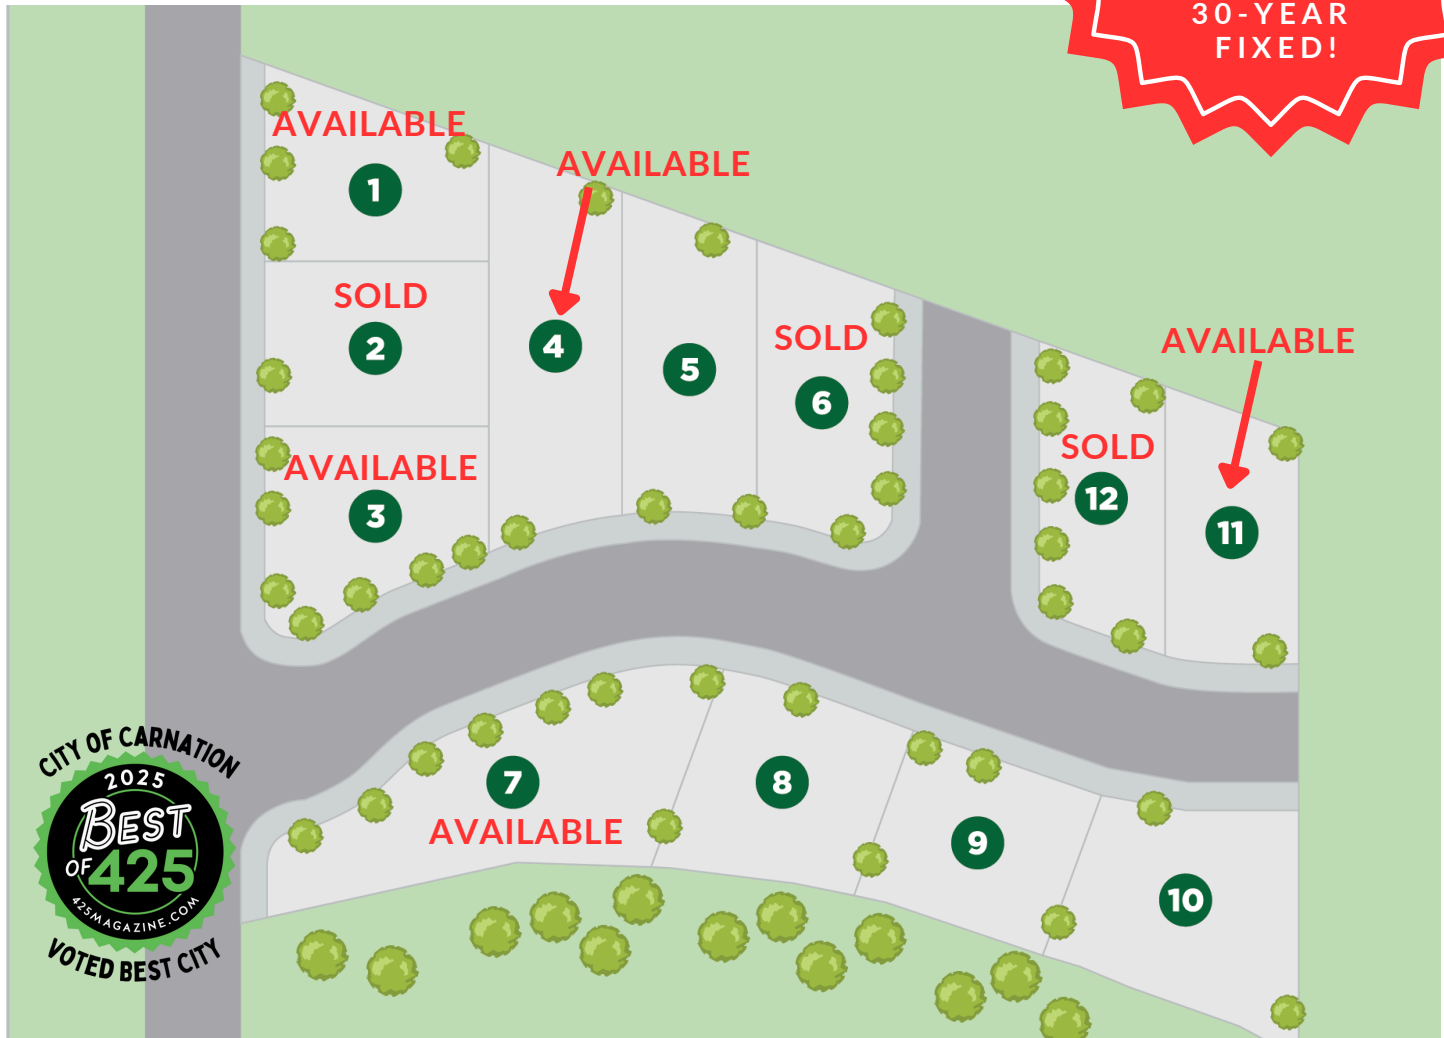 30-YEAR
FIXED!
AVAILABLE
1
AVAILABLE
SOLD
2
4
5
SOLD
6
AVAILABLE
3
AVAILABLE
SOLD
12
11
7
AVAILABLE
8
9
10
CITY OF CARNATION
2025
BEST
OF 425
425MAGAZINE.COM
VOTED BEST CITY